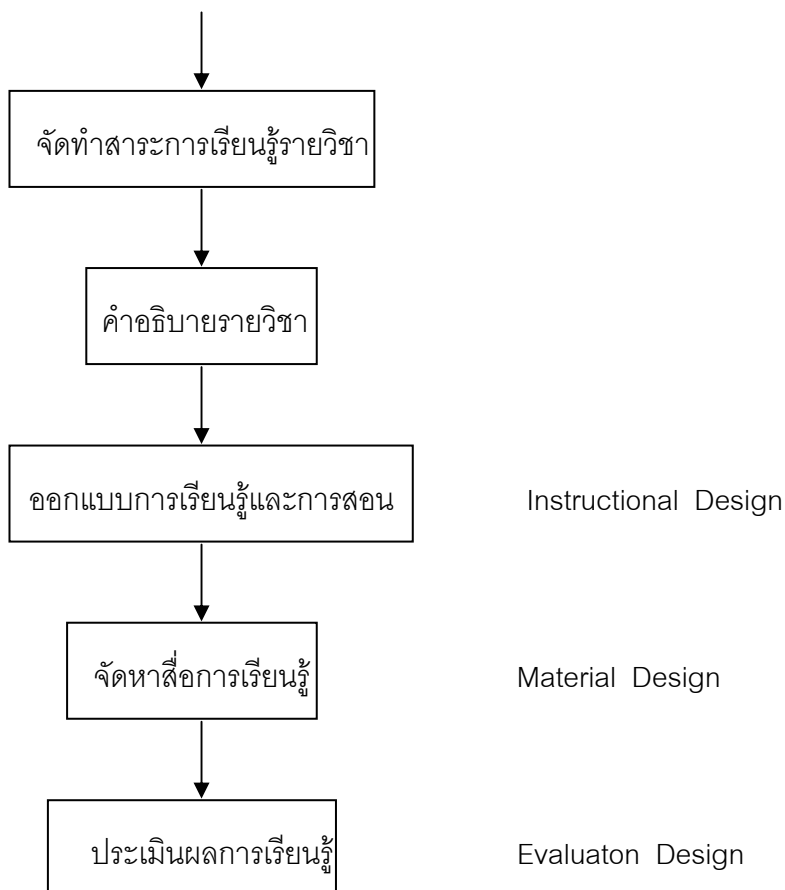 จัดทำสาระการเรียนรู้รายวิชา
คำอธิบายรายวิชา
ออกแบบการเรียนรู้และการสอน Instructional Design
จัดหาสื่อการเรียนรู้ Material Design
ประเมินผลการเรียนรู้ Evaluaton Design